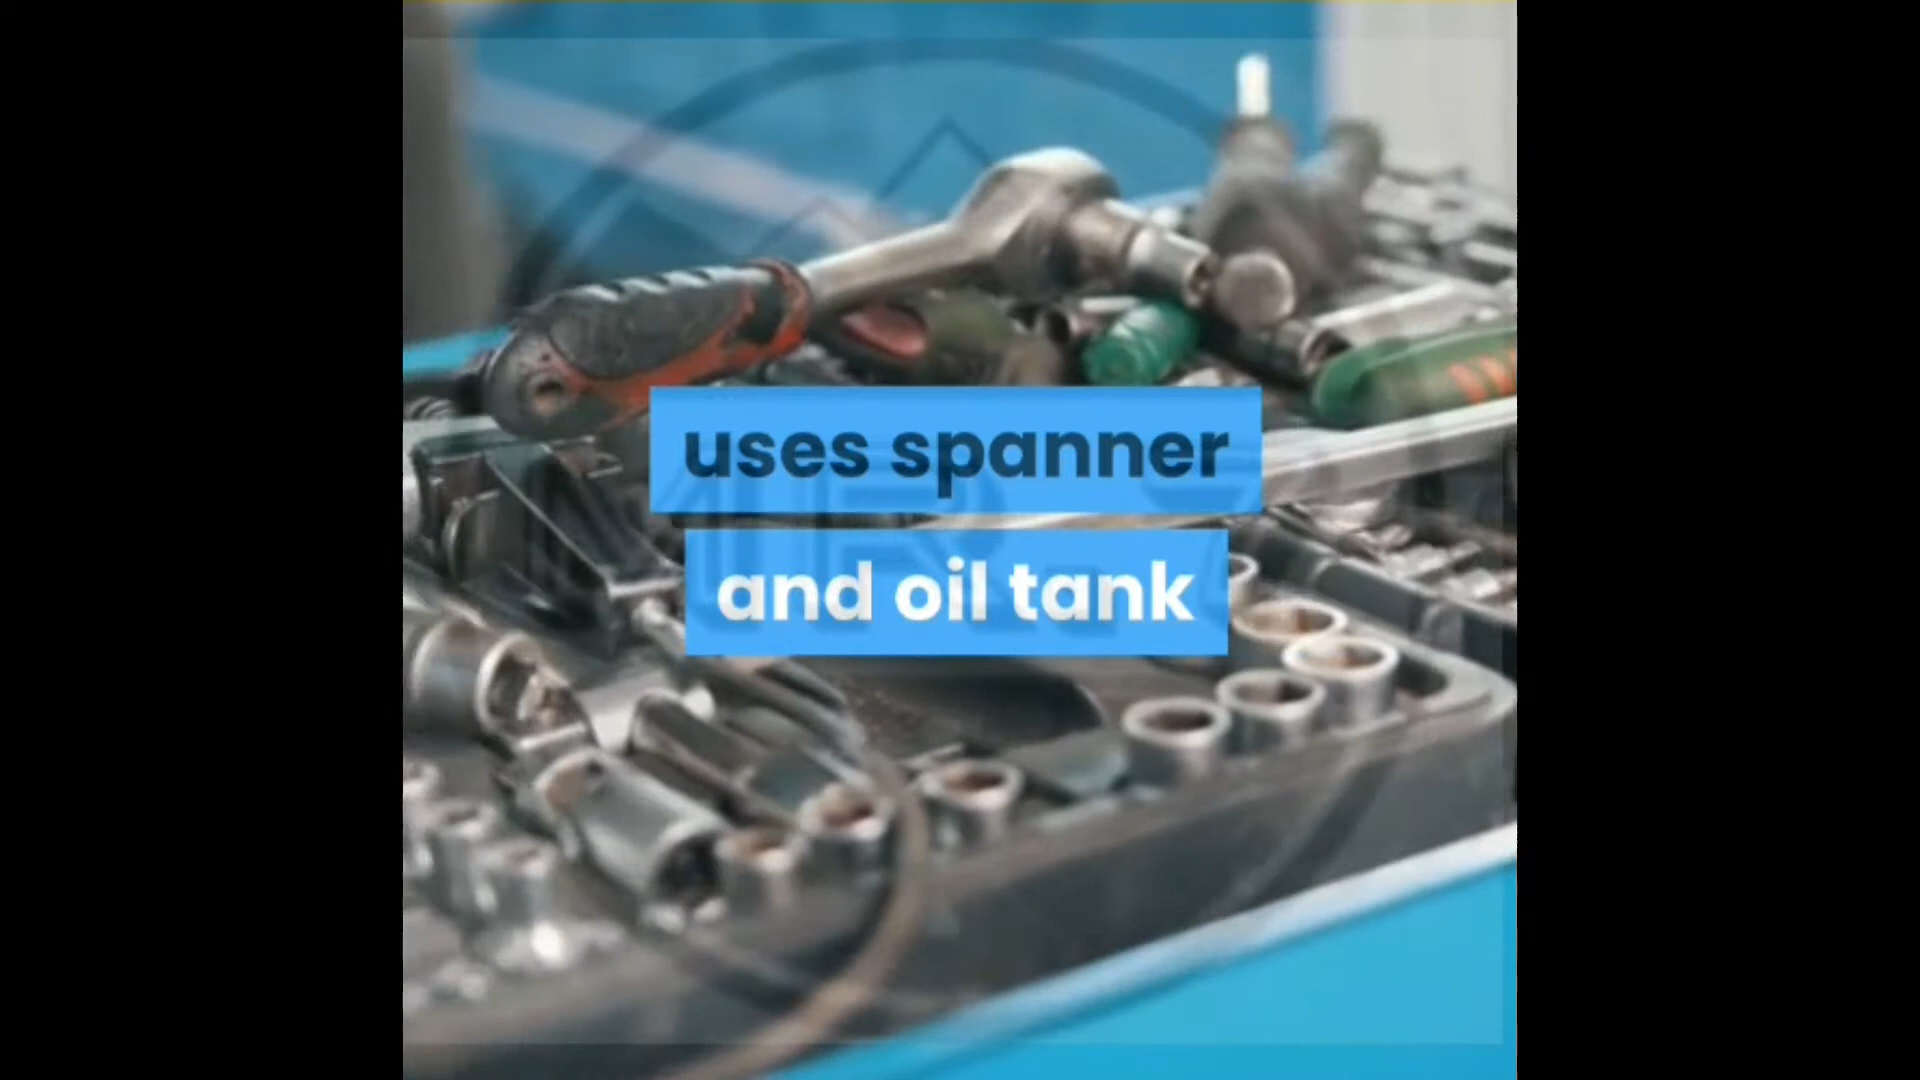 uses spanner
and oil tank